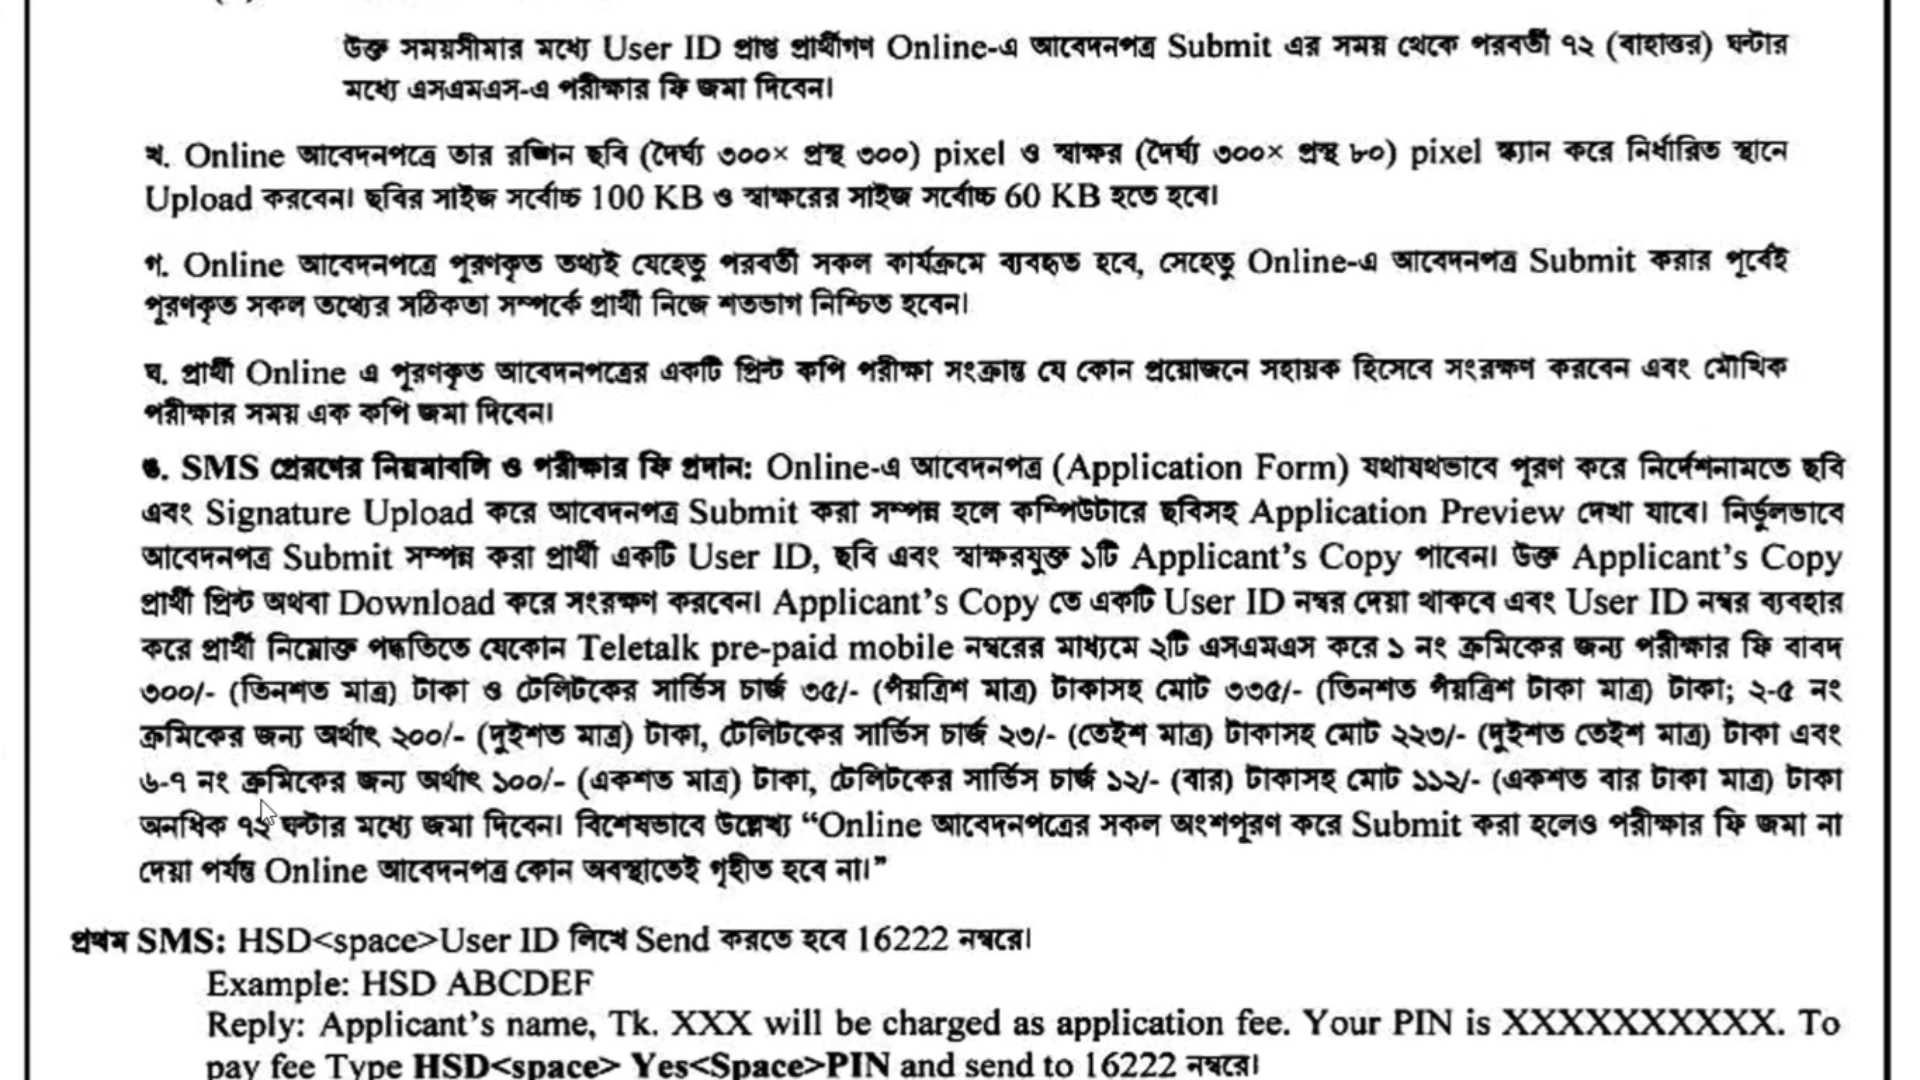 উক্ত সময়সীমার মধ্যে User ID প্রাপ্ত প্রার্থীগণ Online-এ আবেদনপত্র Submit এর সময় থেকে পরবর্তী ৭২ (বাহাত্তর) ঘন্টার
মধ্যে এসএমএস-এ পরীক্ষার ফি জমা দিবেন।
খ. Online আবেদনপত্রে তার রঙ্গিন ছবি (দৈর্ঘ্য ৩০০× প্রস্থ ৩০০) pixel ও স্বাক্ষর (দৈর্ঘ্য ৩০০× প্রস্থ ৮০) pixel স্ক্যান করে নির্ধারিত স্থানে
Upload করবেন। ছবির সাইজ সর্বোচ্চ 100 KB ও স্বাক্ষরের সাইজ সর্বোচ্চ 60 KB হতে হবে।
গ. Online আবেদনপত্রে পূরণকৃত তথ্যই যেহেতু পরবর্তী সকল কার্যক্রমে ব্যবহৃত হবে, সেহেতু Online-এ আবেদনপত্র Submit করার পূর্বেই
পূরণকৃত সকল তথ্যের সঠিকতা সম্পর্কে প্রার্থী নিজে শতভাগ নিশ্চিত হবেন।
ঘ. প্রার্থী Online এ পূরণকৃত আবেদনপত্রের একটি প্রিন্ট কপি পরীক্ষা সংক্রান্ত যে কোন প্রয়োজনে সহায়ক হিসেবে সংরক্ষণ করবেন এবং মৌখিক
পরীক্ষার সময় এক কপি জমা দিবেন।
ঙ. SMS প্রেরণের নিয়মাবলি ও পরীক্ষার ফি প্রদান: Online-এ আবেদনপত্র (Application Form) যথাযথভাবে পূরণ করে নির্দেশনামতে ছবি
এবং Signature Upload করে আবেদনপত্র Submit করা সম্পন্ন হলে কম্পিউটারে ছবিসহ Application Preview দেখা যাবে। নির্ভুলভাবে
আবেদনপত্র Submit সম্পন্ন করা প্রার্থী একটি User ID, ছবি এবং স্বাক্ষরযুক্ত ১টি Applicant's Copy পাবেন। উক্ত Applicant's Copy
প্রার্থী প্রিন্ট অথবা Download করে সংরক্ষণ করবেন। Applicant's Copy তে একটি User ID নম্বর দেয়া থাকবে এবং User ID নম্বর ব্যবহার
করে প্রার্থী নিম্নোক্ত পদ্ধতিতে যেকোন Teletalk pre-paid mobile নম্বরের মাধ্যমে ২টি এসএমএস করে ১ নং ক্রমিকের জন্য পরীক্ষার ফি বাবদ
৩০০/- (তিনশত মাত্র) টাকা ও টেলিটকের সার্ভিস চার্জ ৩৫/- (পঁয়ত্রিশ মাত্র) টাকাসহ মোট ৩৩৫/- (তিনশত পঁয়ত্রিশ টাকা মাত্র) টাকা; ২-৫ নং
ক্রমিকের জন্য অর্থাৎ ২০০/- (দুইশত মাত্র) টাকা, টেলিটকের সার্ভিস চার্জ ২৩/- (তেইশ মাত্র) টাকাসহ মোট ২২৩/- (দুইশত তেইশ মাত্র) টাকা এবং
৬-৭ নং ক্রমিকের জন্য অর্থাৎ ১০০/- (একশত মাত্র) টাকা, টেলিটকের সার্ভিস চার্জ ১২/- (বার) টাকাসহ মোট ১১২/- (একশত বার টাকা মাত্র) টাকা
অনধিক ৭২ ঘন্টার মধ্যে জমা দিবেন। বিশেষভাবে উল্লেখ্য “Online আবেদনপত্রের সকল অংশপূরণ করে Submit করা হলেও পরীক্ষার ফি জমা না
দেয়া পর্যন্ত Online আবেদনপত্র কোন অবস্থাতেই গৃহীত হবে না।”
প্রথম SMS: HSD<space>User ID লিখে Send করতে হবে 16222 নম্বরে।
Example: HSD ABCDEF
Reply: Applicant's name, Tk. XXX will be charged as application fee. Your PIN is XXXXXXXXXX. To
pay fee Type HSD<space> Yes<Space>PIN and send to 16222 নম্বরে।